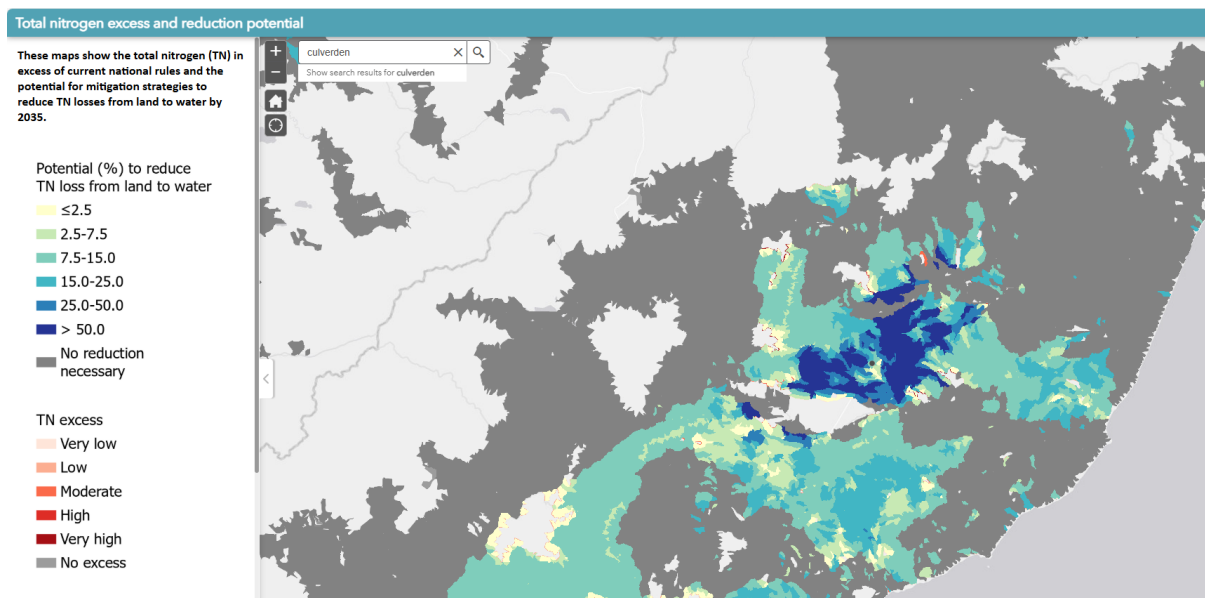 Total nitrogen excess and reduction potential
These maps show the total nitrogen (TN) in
excess of current national rules and the
potential for mitigation strategies to
reduce TN losses from land to water by
2035.
Potential (%) to reduce
TN loss from land to water
≤2.5
2.5-7.5
7.5-15.0
15.0-25.0
25.0-50.0
> 50.0
No reduction
necessary
TN excess
Very low
Low
Moderate
High
Very high
No excess
culverden
Show search results for culverden